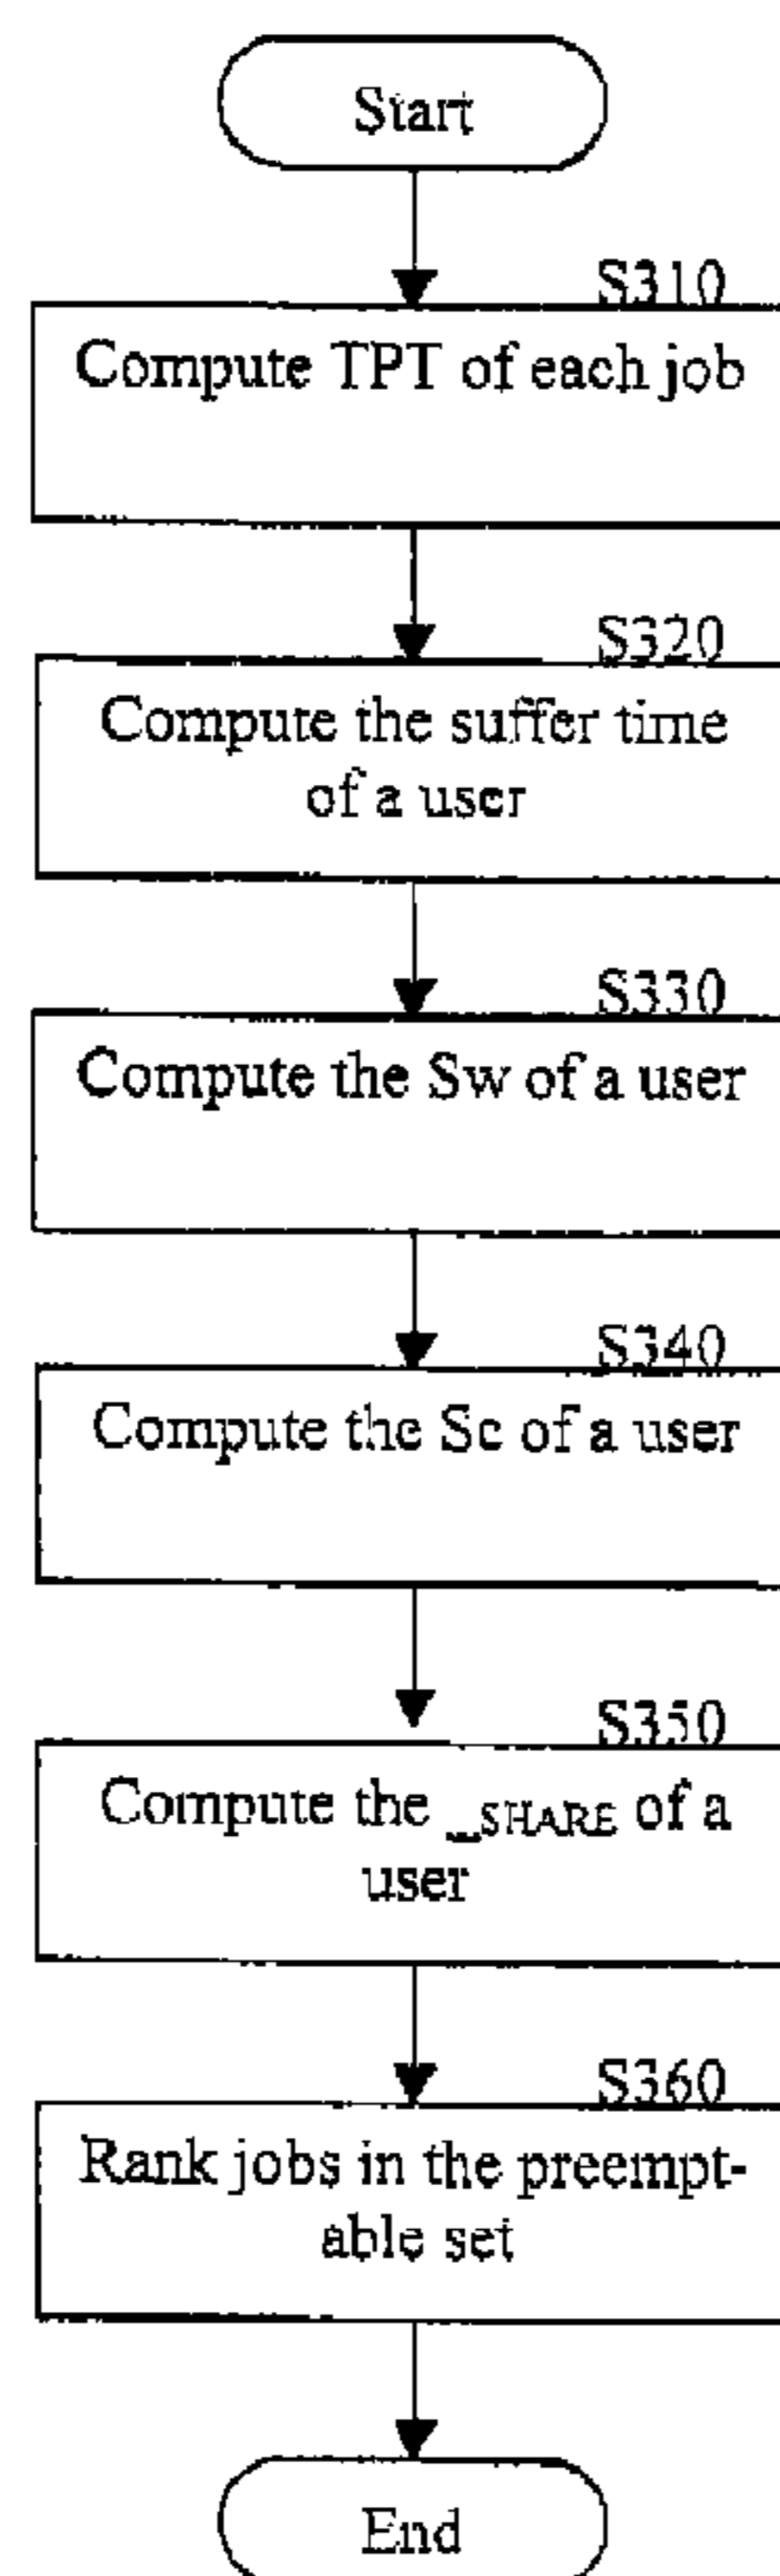 Start
S310
Compute TPT of each job
S320
Compute the suffer time
of a user
S330
Compute the Sw of a user
S340
Compute the Sc of a user
S350
Compute the _SHARE of a
user
S360
Rank jobs in the preempt-
able set
End